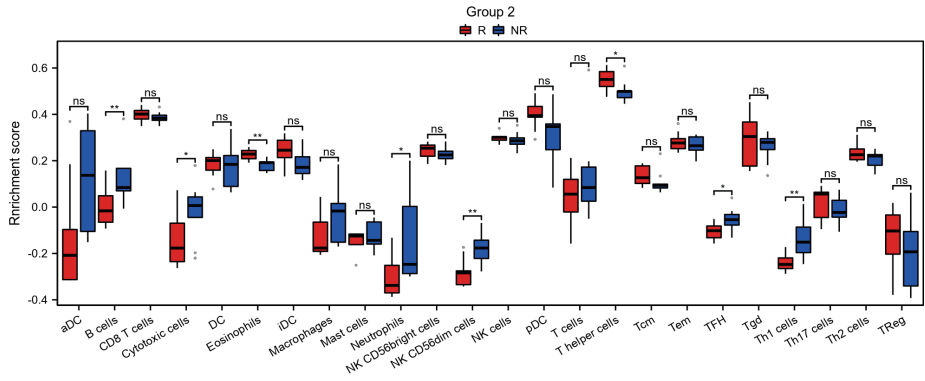 Group 2
R NR
Rnrichment score
0.6
0.4
0.2
0.0
-0.2
-0.4
ns ** ns * ns ** ns ns ns * ns ** ns ns ns * ns ns * ns ** ns ns ns
aDC
B cells
CD8 T cells
Cytotoxic cells
DC
Eosinophils
iDC
Macrophages
Mast cells
Neutrophils
NK CD56bright cells
NK CD56dim cells
NK cells
pDC
T cells
T helper cells
Tcm
Tem
TFH
Tgd
Th1 cells
Th17 cells
Th2 cells
TReg